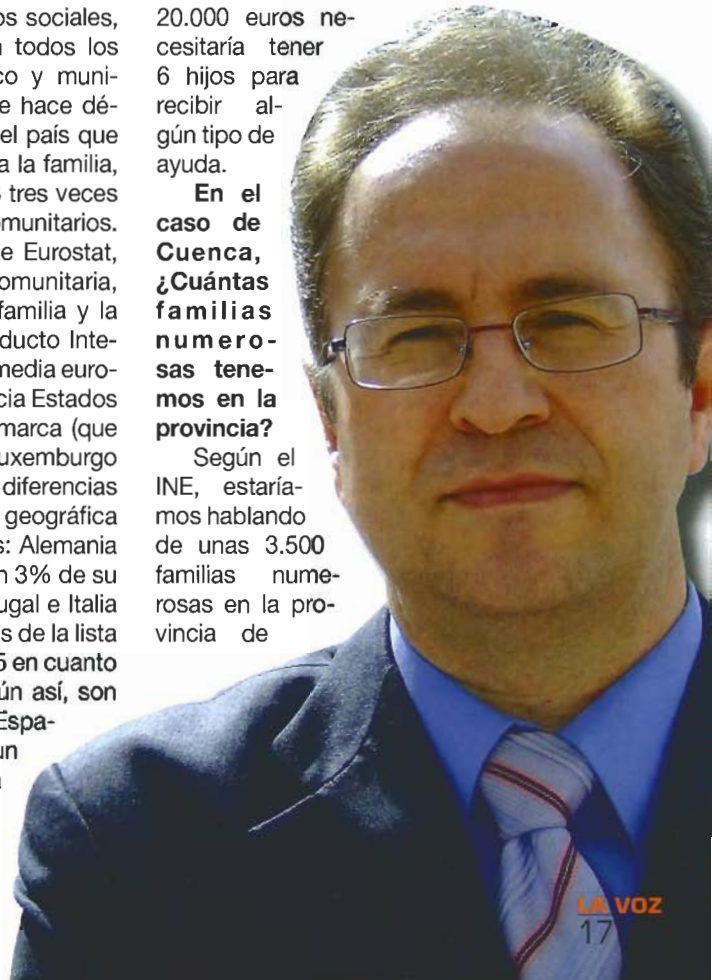 os sociales,
todos los
co y muni-
e hace dé-
el país que
a la familia,
tres veces
omunitarios.
e Eurostat,
omunitaria,
familia y la
ducto Inte-
media euro-
cia Estados
marca (que
uxemburgo
diferencias
geográfica
s: Alemania
n 3% de su
ugal e Italia
s de la lista
5 en cuanto
ún así, son
Espa-
un
20.000 euros ne-
cesitaría tener
6 hijos para
recibir al-
gún tipo de
ayuda.
En el
caso de
Cuenca,
¿Cuántas
familias
numero-
sas tene-
mos en la
provincia?
Según el
INE, estaría-
mos hablando
de unas 3.500
familias nume-
rosas en la pro-
vincia de
LA VOZ
17